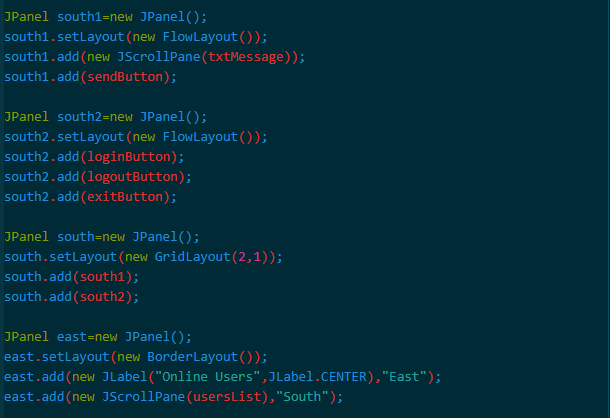 JPanel south1=new JPanel();
south1.setLayout(new FlowLayout());
south1.add(new JScrollPane(txtMessage));
south1.add(sendButton);
JPanel south2=new JPanel();
south2.setLayout(new FlowLayout());
south2.add(loginButton);
south2.add(logoutButton);
south2.add(exitButton);
JPanel south=new JPanel();
south.setLayout(new GridLayout(2,1));
south.add(south1);
south.add(south2);
JPanel east=new JPanel();
east.setLayout(new BorderLayout());
east.add(new JLabel("Online Users",JLabel.CENTER),"East");
east.add(new JScrollPane(usersList),"South");